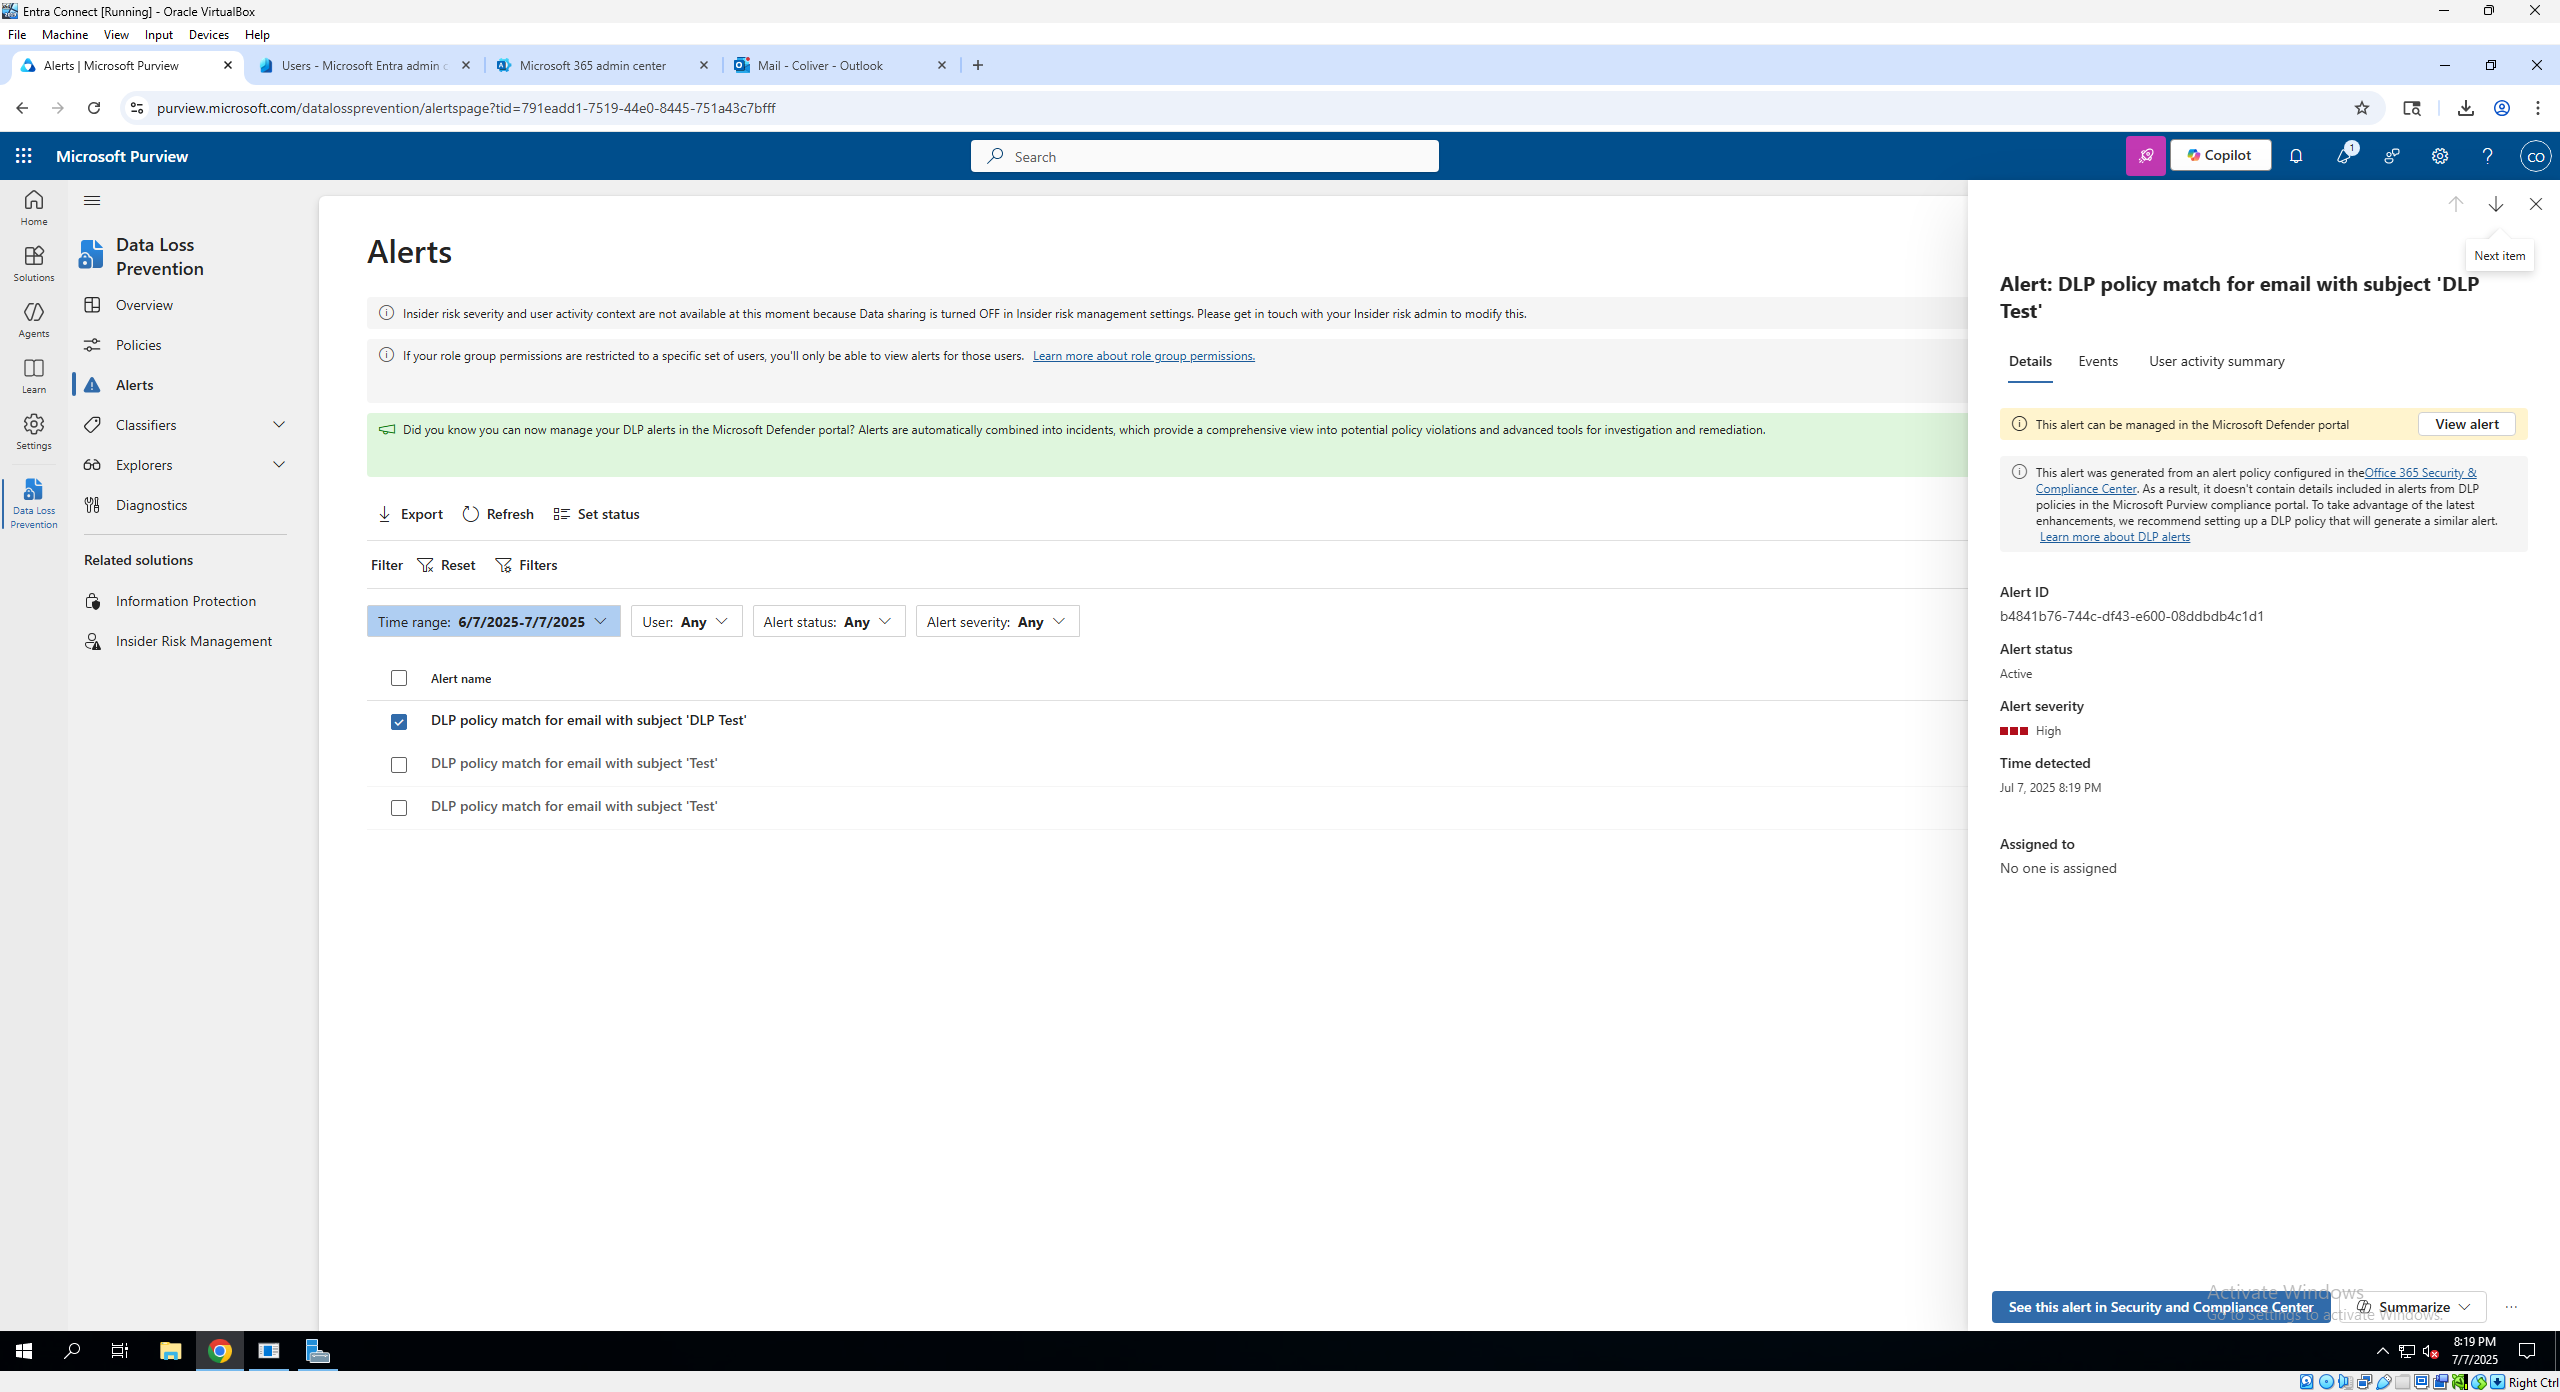 Entra Connect [Running] - Oracle VirtualBox
File Machine View Input Devices Help
Alerts | Microsoft Purview
Users - Microsoft Entra admin c
Microsoft 365 admin center
Mail - Coliver - Outlook
purview.microsoft.com/datalossprevention/alertspage?tid=791eadd1-7519-44e0-8445-751a43c7bfff
Microsoft Purview
Search
Copilot
1
CO
Home
Solutions
Agents
Learn
Settings
Data Loss
Prevention
Data Loss
Prevention
Overview
Policies
Alerts
Classifiers
Explorers
Diagnostics
Related solutions
Information Protection
Insider Risk Management
Alerts
Insider risk severity and user activity context are not available at this moment because Data sharing is turned OFF in Insider risk management settings. Please get in touch with your Insider risk admin to modify this.
If your role group permissions are restricted to a specific set of users, you'll only be able to view alerts for those users. Learn more about role group permissions.
Did you know you can now manage your DLP alerts in the Microsoft Defender portal? Alerts are automatically combined into incidents, which provide a comprehensive view into potential policy violations and advanced tools for investigation and remediation.
Export Refresh Set status
Filter Reset Filters
Time range: 6/7/2025-7/7/2025 User: Any Alert status: Any Alert severity: Any
Alert name
DLP policy match for email with subject 'DLP Test'
DLP policy match for email with subject 'Test'
DLP policy match for email with subject 'Test'
Next item
Alert: DLP policy match for email with subject 'DLP
Test'
Details Events User activity summary
This alert can be managed in the Microsoft Defender portal View alert
This alert was generated from an alert policy configured in theOffice 365 Security &
Compliance Center. As a result, it doesn't contain details included in alerts from DLP
policies in the Microsoft Purview compliance portal. To take advantage of the latest
enhancements, we recommend setting up a DLP policy that will generate a similar alert.
Learn more about DLP alerts
Alert ID
b4841b76-744c-df43-e600-08ddbdb4c1d1
Alert status
Active
Alert severity
High
Time detected
Jul 7, 2025 8:19 PM
Assigned to
No one is assigned
Activate Windows
Go to Settings to activate Windows.
See this alert in Security and Compliance Center
Summarize
8:19 PM
7/7/2025
Right Ctrl